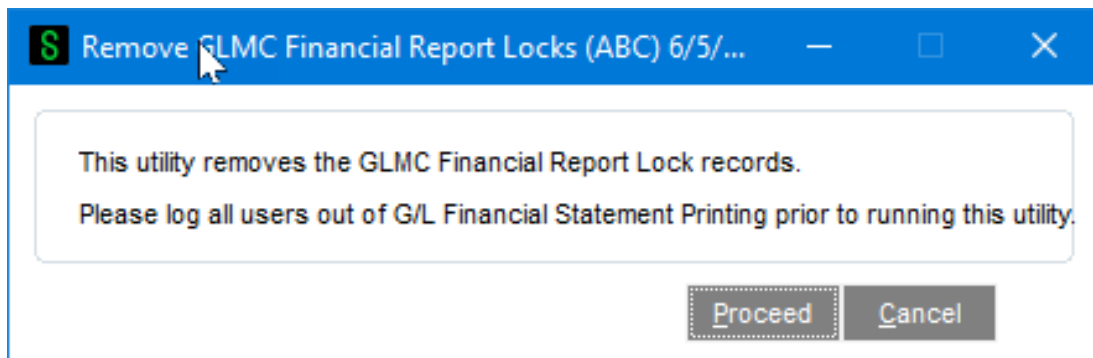 S Remove GLMC Financial Report Locks (ABC) 6/5/...
This utility removes the GLMC Financial Report Lock records.
Please log all users out of G/L Financial Statement Printing prior to running this utility.
Proceed Cancel